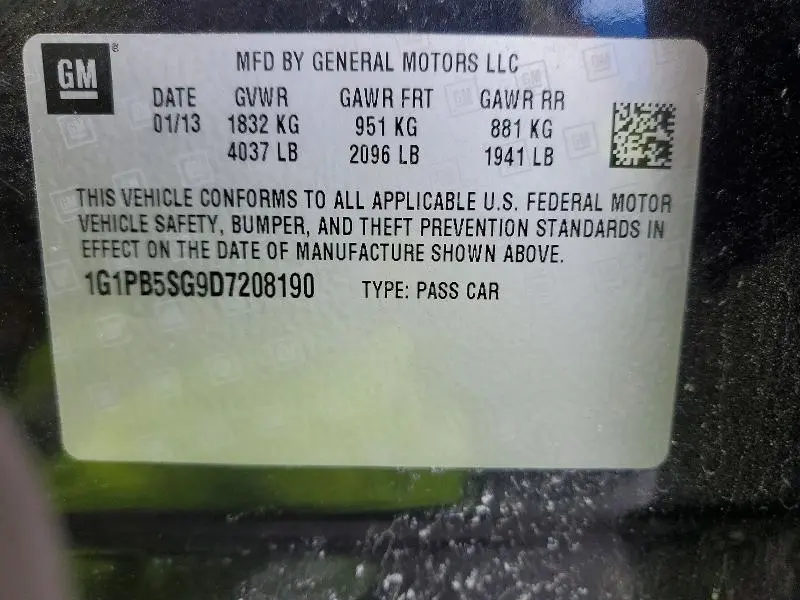 GM ®
MFD BY GENERAL MOTORS LLC
DATE GVWR GAWR FRT GAWR RR
01/13 1832 KG 951 KG 881 KG
4037 LB 2096 LB 1941 LB
THIS VEHICLE CONFORMS TO ALL APPLICABLE U.S. FEDERAL MOTOR
VEHICLE SAFETY, BUMPER, AND THEFT PREVENTION STANDARDS IN
EFFECT ON THE DATE OF MANUFACTURE SHOWN ABOVE.
1G1PB5SG9D7208190 TYPE: PASS CAR